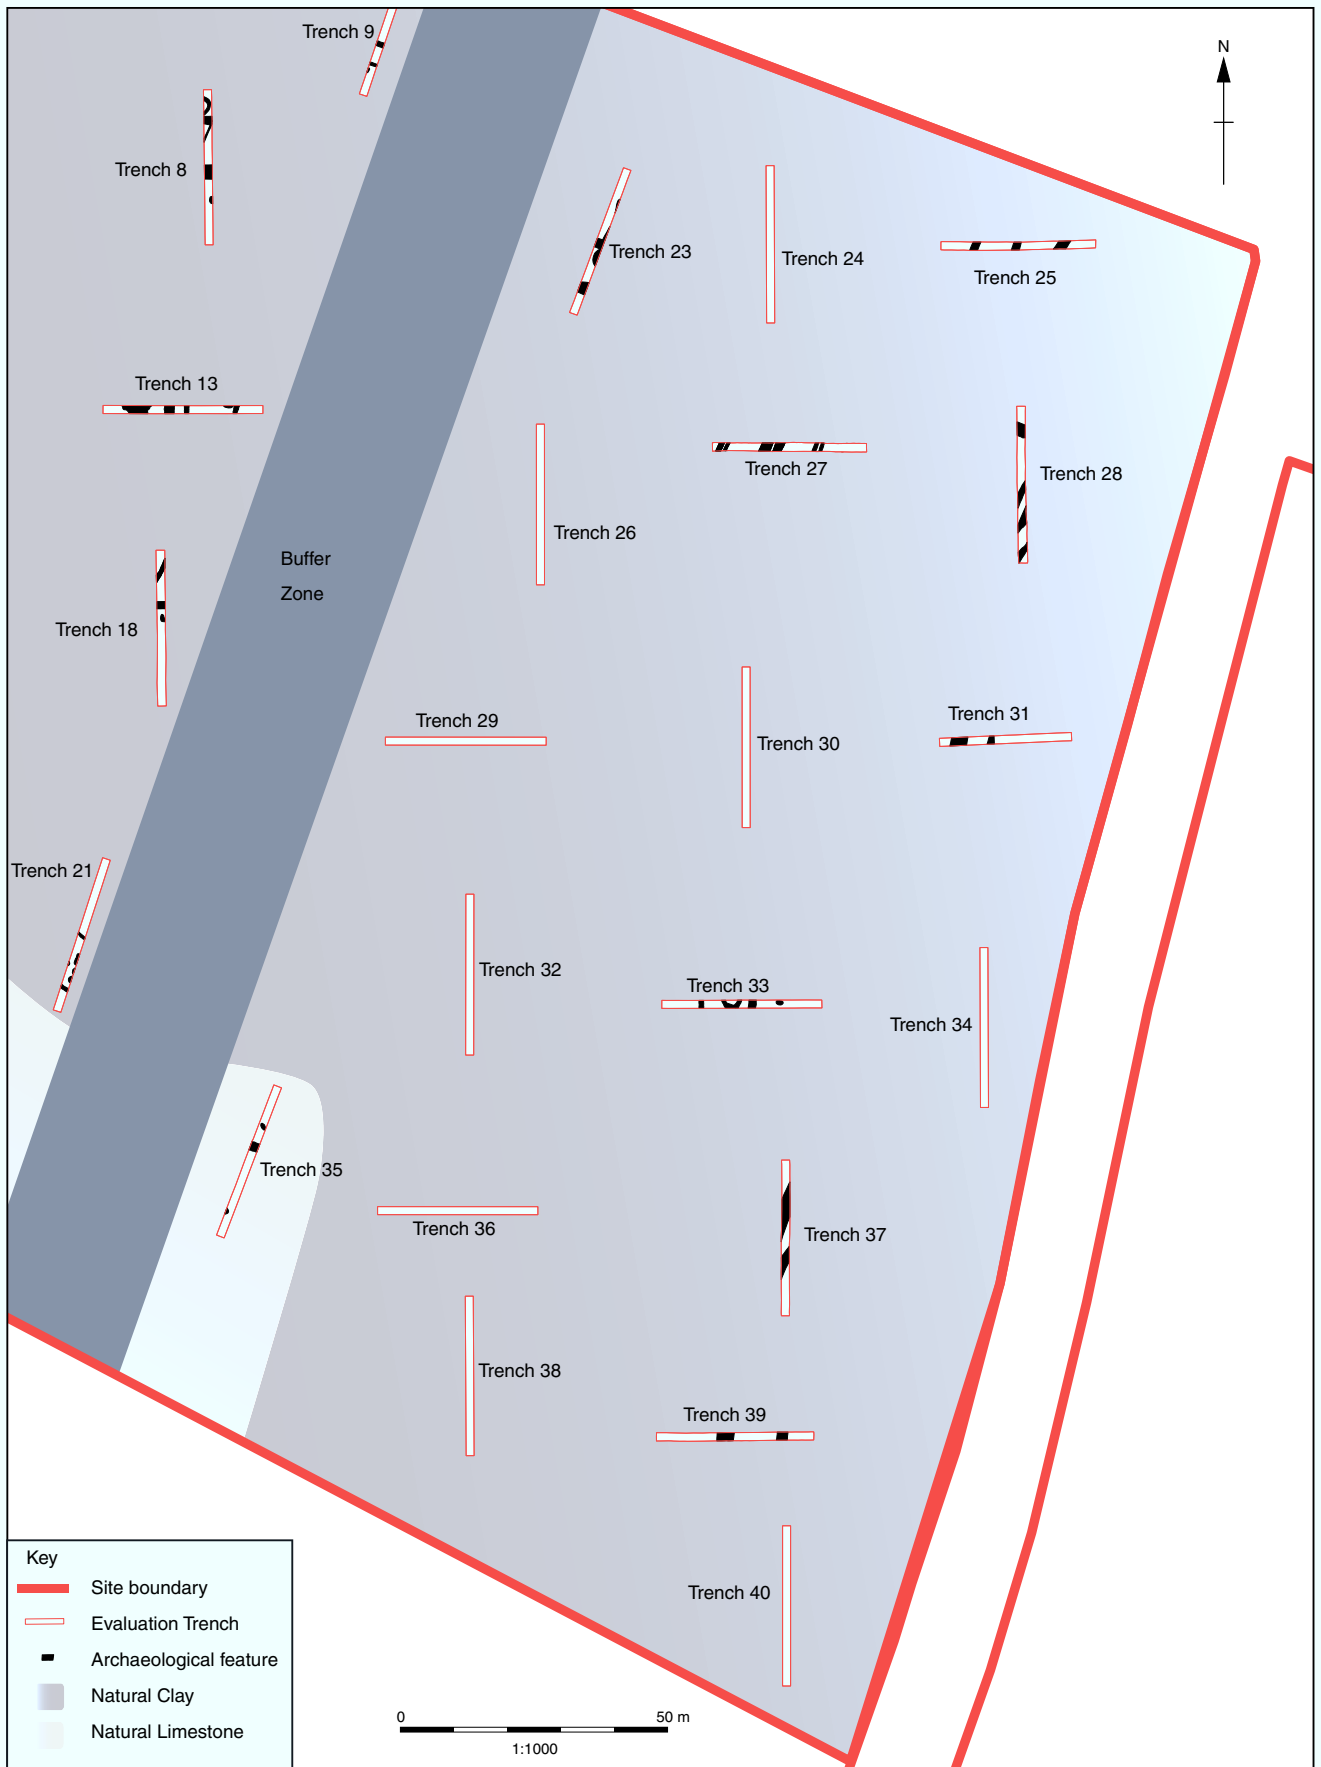 Trench 9
N
Trench 8
Trench 23
Trench 24
Trench 25
Trench 13
Trench 27
Trench 28
Trench 26
Buffer
Zone
Trench 18
Trench 29
Trench 31
Trench 30
Trench 21
Trench 32
Trench 33
Trench 34
Trench 35
Trench 36
Trench 37
Trench 38
Trench 39
Trench 40
Key
Site boundary
Evaluation Trench
Archaeological feature
Natural Clay
Natural Limestone
0 50 m
1:1000